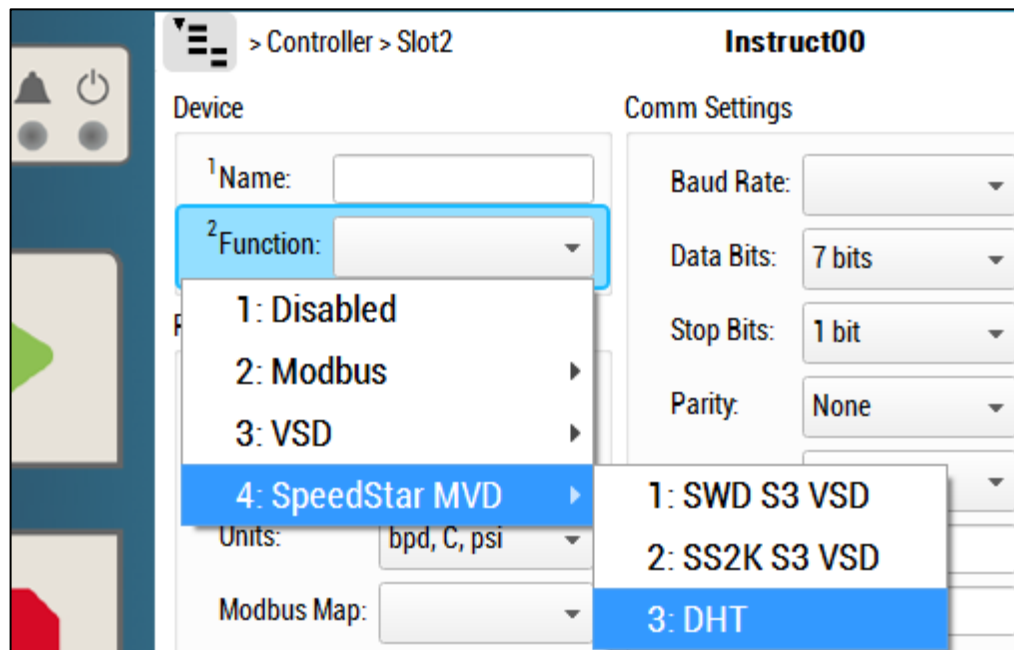 > Controller > Slot2
Instruct00
Device
Comm Settings
1Name:
Baud Rate:
2Function:
Data Bits: 7 bits
1: Disabled
Stop Bits: 1 bit
2: Modbus
Parity: None
3: VSD
4: SpeedStar MVD
1: SWD S3 VSD
Units: bpd, C, psi
2: SS2K S3 VSD
Modbus Map:
3: DHT